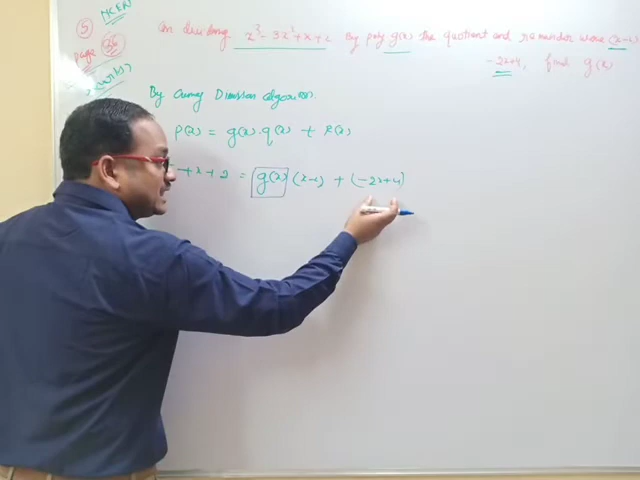 5 NCERT
page 36
On dividing x³ - 3x² + x + 2 By poly g(x) the quotient and remainder were (x-2)
-2x+4, find g(x)
By using Division algorithm.
P(x) = g(x).q(x) + R(x)
+ x + 2 = g(x) (x-2) + (-2x+4)